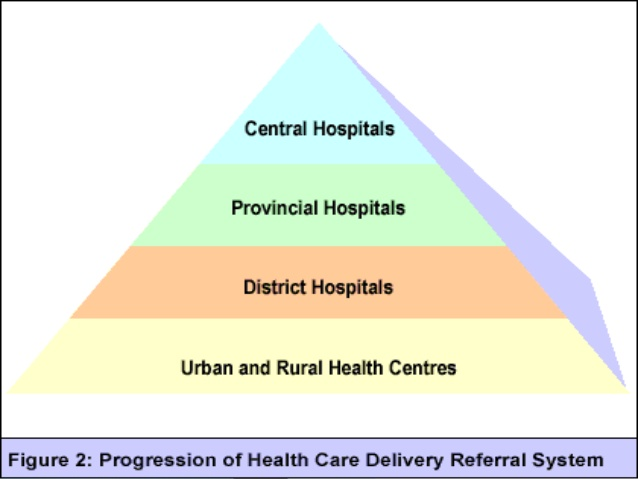 Central Hospitals
Provincial Hospitals
District Hospitals
Urban and Rural Health Centres
Figure 2: Progression of Health Care Delivery Referral System